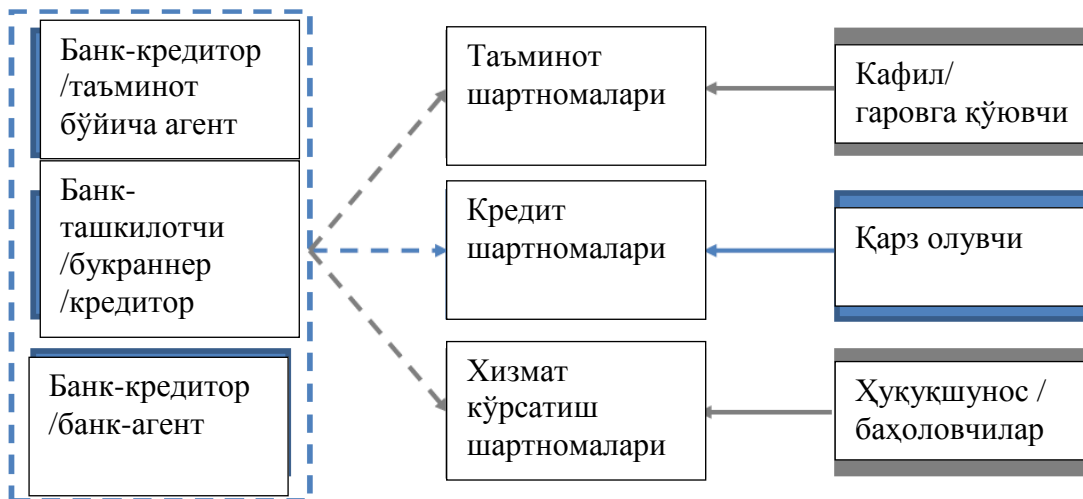 Банк-кредитор
/таъминот
бўйича агент
Банк-
ташкилотчи
/букраннер
/кредитор
Банк-кредитор
/банк-агент
Таъминот
шартномалари
Кредит
шартномалари
Хизмат
кўрсатиш
шартномалари
Кафил/
гаровга қўювчи
Қарз олувчи
Ҳуқуқшунос /
баҳоловчилар